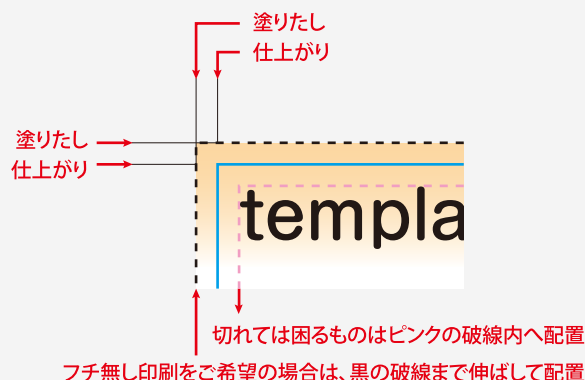 塗りたし
仕上がり
塗りたし
仕上がり
templa
切れては困るものはピンクの破線内へ配置
フチ無し印刷をご希望の場合は、黒の破線まで伸ばして配置